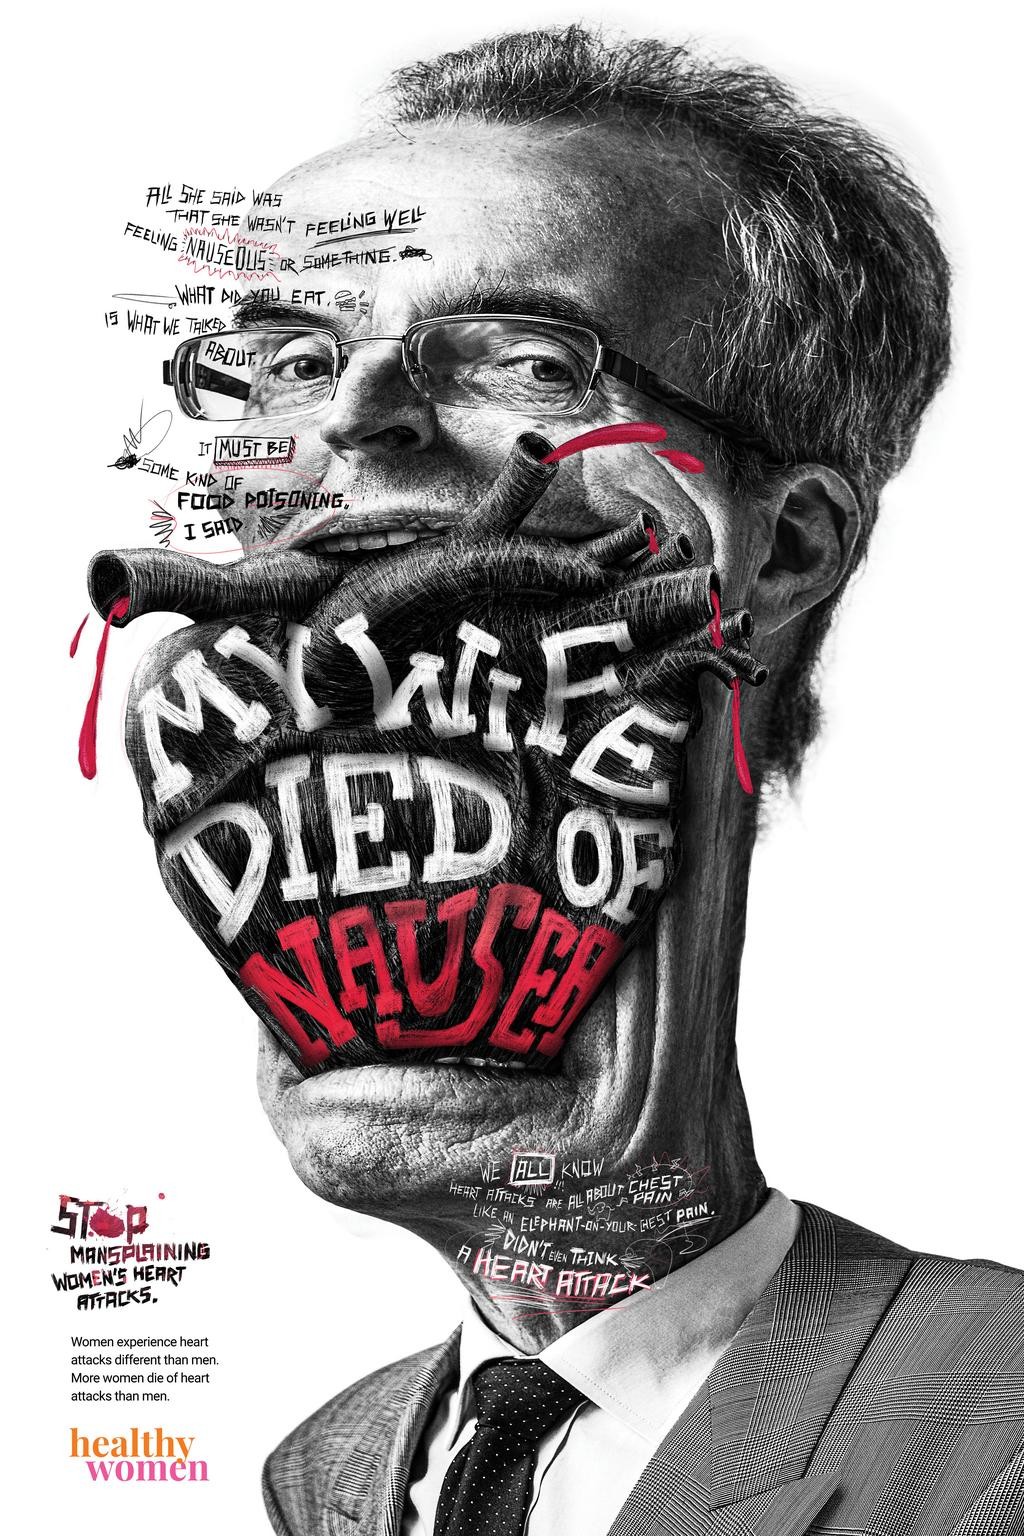 ALL SHE SAID WAS
THAT SHE WASN'T FEELING WELL
FEELING NAUSEOUS OR SOMETHING.
WHAT DID YOU EAT,
IS WHAT WE TALKED
ABOUT.
IT MUST BE
SOME KIND OF
FOOD POISONING,
I SAID
MY WIFE
DIED OF
NAUSEA
WE ALL KNOW
HEART ATTACKS ARE ALL ABOUT CHEST
PAIN
LIKE AN ELEPHANT-ON-YOUR-CHEST PAIN.
DIDN'T EVEN THINK
A HEART ATTACK
STOP
MANSPLAINING
WOMEN'S HEART
ATTACKS.
Women experience heart
attacks different than men.
More women die of heart
attacks than men.
healthy
women